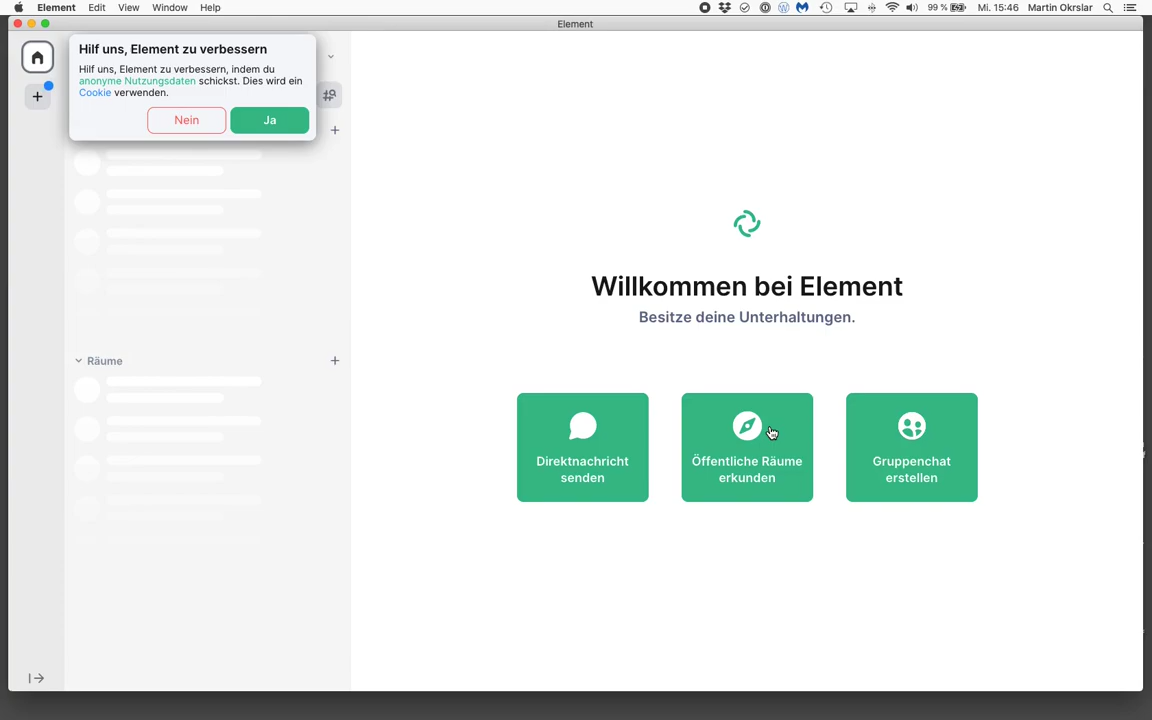 Element Edit View Window Help 99 % Mi. 15:46 Martin Okrslar
Element
Hilf uns, Element zu verbessern
Hilf uns, Element zu verbessern, indem du
anonyme Nutzungsdaten schickst. Dies wird ein
Cookie verwenden.
Nein Ja
Räume
Willkommen bei Element
Besitze deine Unterhaltungen.
Direktnachricht
senden
Öffentliche Räume
erkunden
Gruppenchat
erstellen